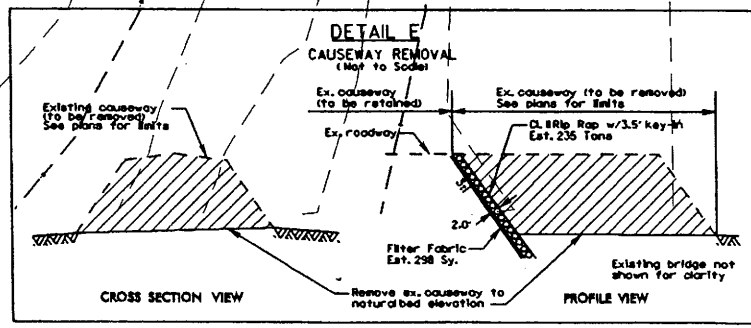 DETAIL E
CAUSEWAY REMOVAL
(Not to Scale)
Ex. causeway
(to be retained)
Ex. causeway (to be removed)
See plans for limits
Existing causeway
(to be removed)
See plans for limits
Ex. roadway
CL II Rip Rap w/3.5' key-in
Est. 235 Tons
2.0'
Filter Fabric
Est. 298 Sy.
Existing bridge not
shown for clarity
Remove ex. causeway to
natural bed elevation
CROSS SECTION VIEW
PROFILE VIEW